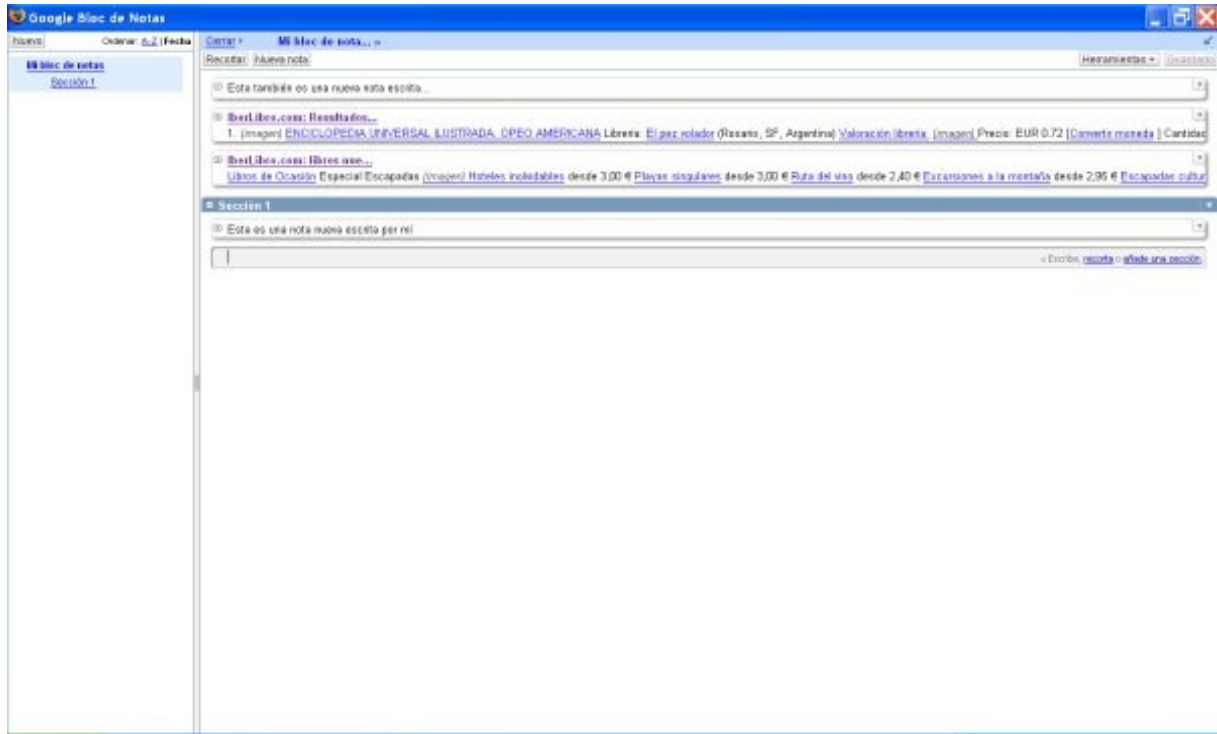 Google Bloc de Notas
Nuevo Ordenar: A-Z | Fecha Cerrar Mi bloc de nota... »
Recortar Nueva nota Herramientas Guardado
Mi bloc de notas
Sección 1
Esta también es una nueva nota escrita...
IberLibro.com: Resultados...
1. (imagen) ENCICLOPEDIA UNIVERSAL ILUSTRADA. OPEO AMERICANA Librería: El pez volador (Rosario, SF, Argentina) Valoración librería: (imagen) Precio: EUR 0.72 [Convertir moneda ] Cantidad
IberLibro.com: libros nue...
Libros de Ocasión Especial Escapadas (imagen) Hoteles inolvidables desde 3,00 € Playas singulares desde 3,00 € Ruta del vino desde 2,40 € Excursiones a la montaña desde 2,95 € Escapadas cultur
Sección 1
Esta es una nota nueva escrita por mí
< Escribe, recorta o añade una sección